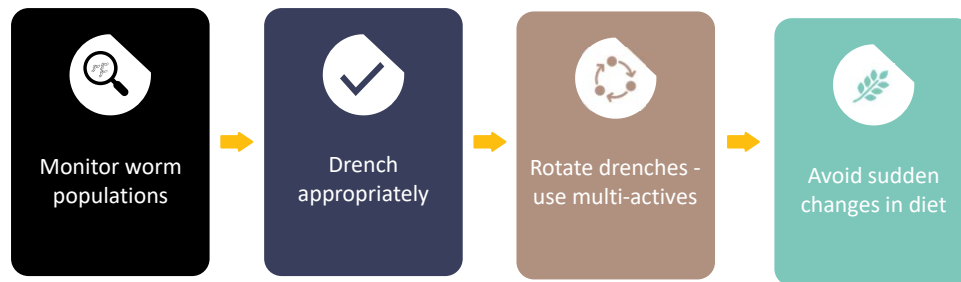 Monitor worm
populations
Drench
appropriately
Rotate drenches -
use multi-actives
Avoid sudden
changes in diet